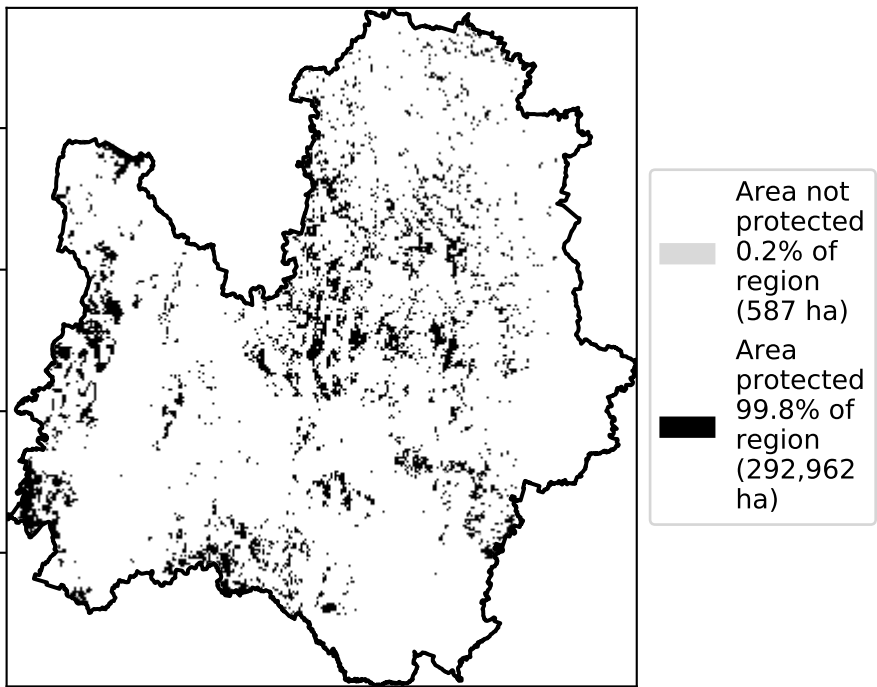 Area not
protected
0.2% of
region
(587 ha)
Area
protected
99.8% of
region
(292,962
ha)